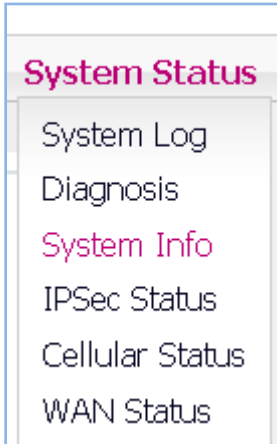 System Status
System Log
Diagnosis
System Info
IPSec Status
Cellular Status
WAN Status